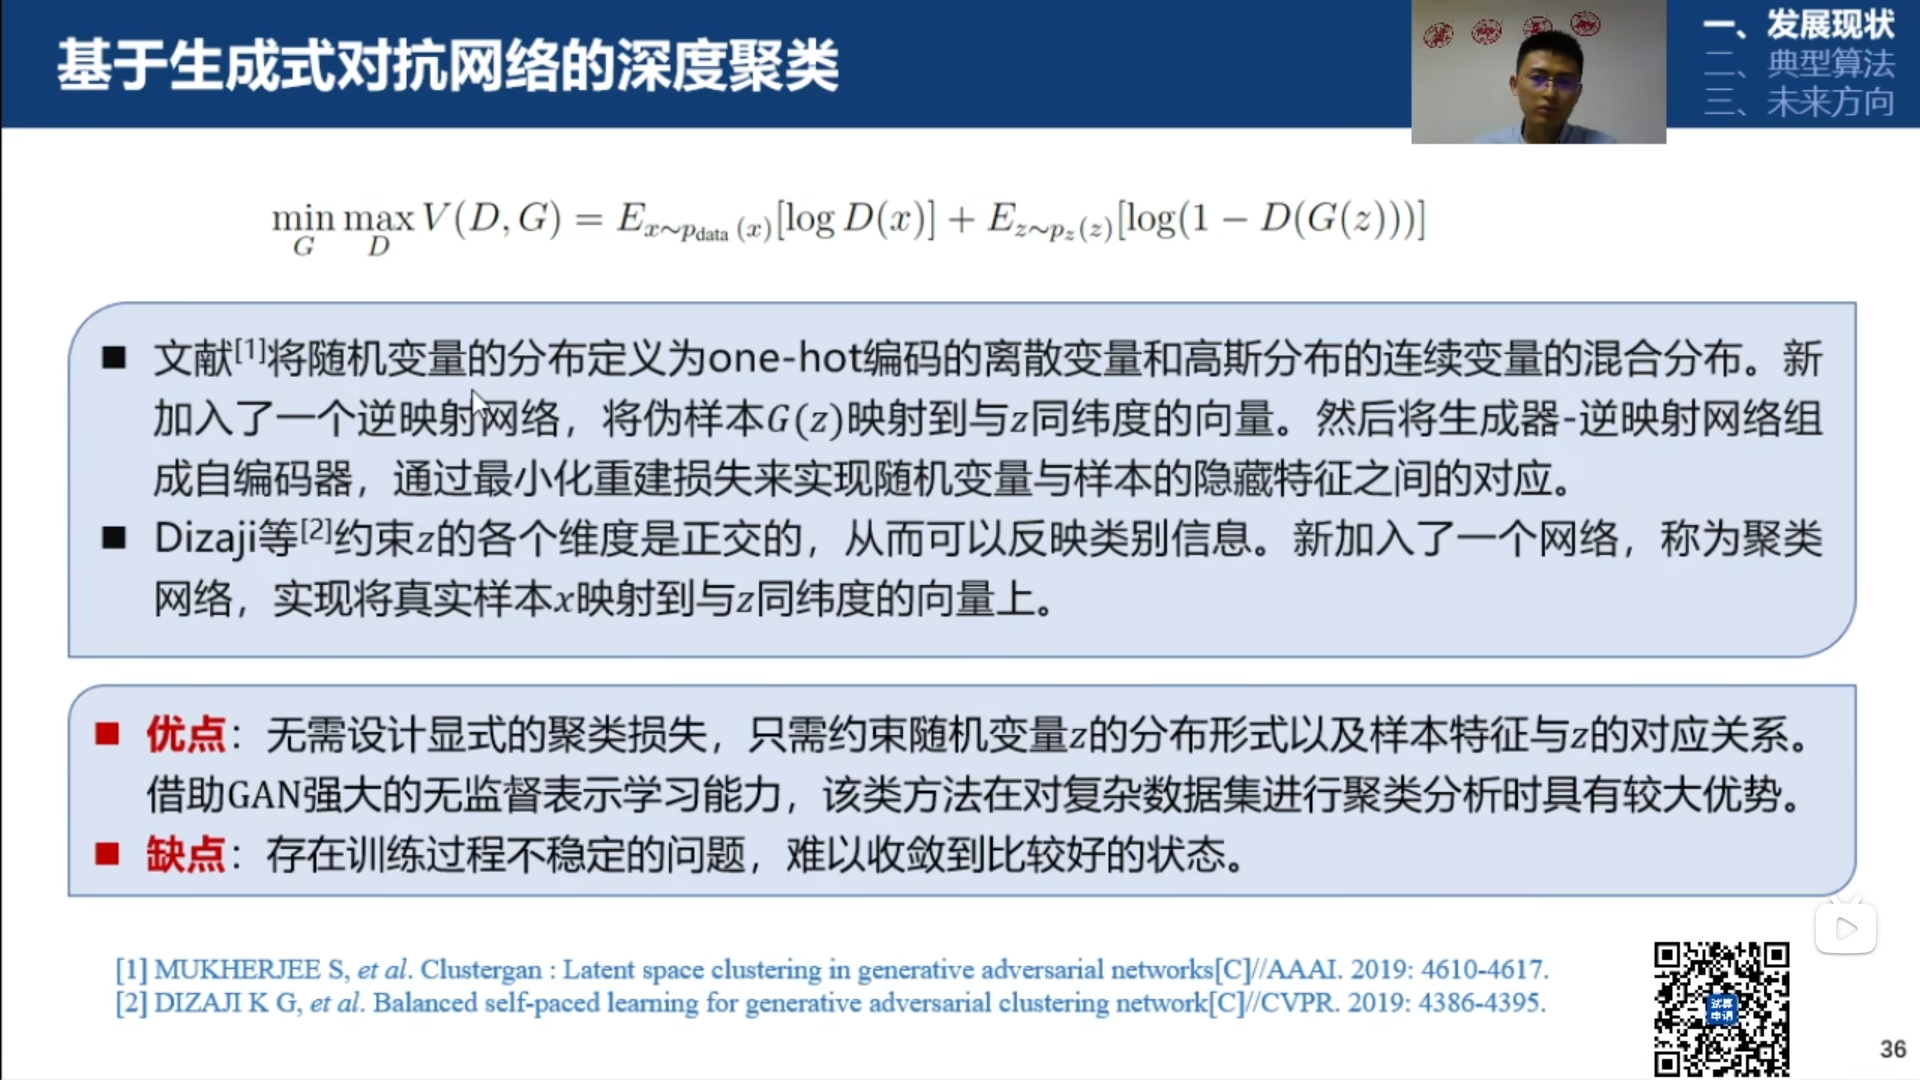 基于生成式对抗网络的深度聚类
一、发展现状
二、典型算法
三、未来方向
min_G max_D V(D, G) = E_{x∼p_data(x)}[log D(x)] + E_{z∼p_z(z)}[log(1 − D(G(z)))]
■ 文献[1]将随机变量的分布定义为one-hot编码的离散变量和高斯分布的连续变量的混合分布。新
加入了一个逆映射网络，将伪样本G(z)映射到与z同纬度的向量。然后将生成器-逆映射网络组
成自编码器，通过最小化重建损失来实现随机变量与样本的隐藏特征之间的对应。
■ Dizaji等[2]约束z的各个维度是正交的，从而可以反映类别信息。新加入了一个网络，称为聚类
网络，实现将真实样本x映射到与z同纬度的向量上。
■ 优点：无需设计显式的聚类损失，只需约束随机变量z的分布形式以及样本特征与z的对应关系。
借助GAN强大的无监督表示学习能力，该类方法在对复杂数据集进行聚类分析时具有较大优势。
■ 缺点：存在训练过程不稳定的问题，难以收敛到比较好的状态。
[1] MUKHERJEE S, et al. Clustergan : Latent space clustering in generative adversarial networks[C]//AAAI. 2019: 4610-4617.
[2] DIZAJI K G, et al. Balanced self-paced learning for generative adversarial clustering network[C]//CVPR. 2019: 4386-4395.
试算
申请
36